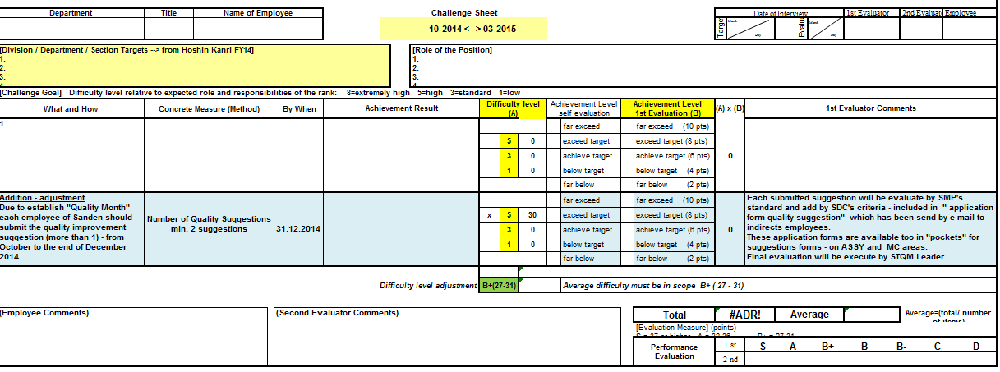 Department Title Name of Employee
Challenge Sheet
10-2014 <--> 03-2015
Date of Interview 1st Evaluator 2nd Evaluat Employee
Targe Month Day Evalu Month Day
[Division / Department / Section Targets --> from Hoshin Kanri FY14]
1.
2.
3.
4.
[Role of the Position]
1.
2.
3.
4.
[Challenge Goal] Difficulty level relative to expected role and responsibilities of the rank: 8=extremely high 5=high 3=standard 1=low
What and How Concrete Measure (Method) By When Achievement Result Difficulty level (A) Achievement Level self evaluation Achievement Level 1st Evaluation (B) (A) x (B) 1st Evaluator Comments
1.
far exceed far exceed (10 pts)
5 0 exceed target exceed target (8 pts)
3 0 achieve target achieve target (6 pts) 0
1 0 below target below target (4 pts)
far below far below (2 pts)
Addition - adjustment
Due to establish "Quality Month"
each employee of Sanden should
submit the quality improvement
suggestion (more than 1) - from
October to the end of December
2014.
Number of Quality Suggestions
min. 2 suggestions
31.12.2014
far exceed far exceed (10 pts)
x 5 30 exceed target exceed target (8 pts)
3 0 achieve target achieve target (6 pts) 0
1 0 below target below target (4 pts)
far below far below (2 pts)
Each submitted suggestion will be evaluate by SMP's
standard and add by SDC's criteria - included in " application
form quality suggestion"- which has been send by e-mail to
indirects employees.
These application forms are available too in "pockets" for
suggestions forms - on ASSY and MC areas.
Final evaluation will be execute by STQM Leader
Difficulty level adjustment B+(27-31) Average difficulty must be in scope B+ ( 27 - 31)
(Employee Comments)
(Second Evaluator Comments)
Total #ADR! Average Average=(total/ number
of items)
[Evaluation Measure] (points)
Performance Evaluation 1 st S A B+ B B- C D
2 nd